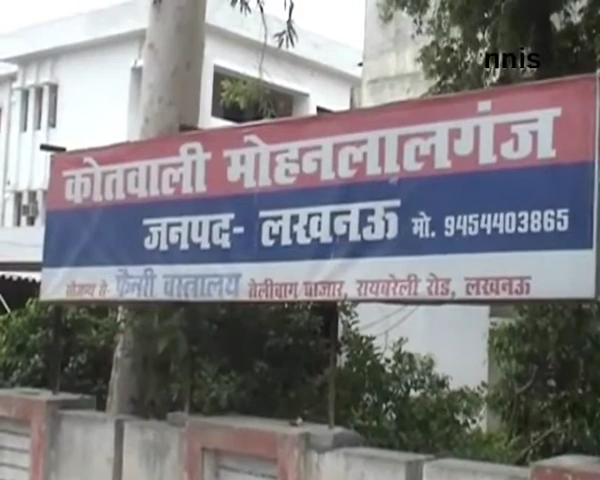 nnis
कोतवाली मोहनलालगंज
जनपद- लखनऊ मो. 9454403865
सौजन्य से- फैन्सी वस्त्रालय तेलीबाग बाजार, रायबरेली रोड, लखनऊ